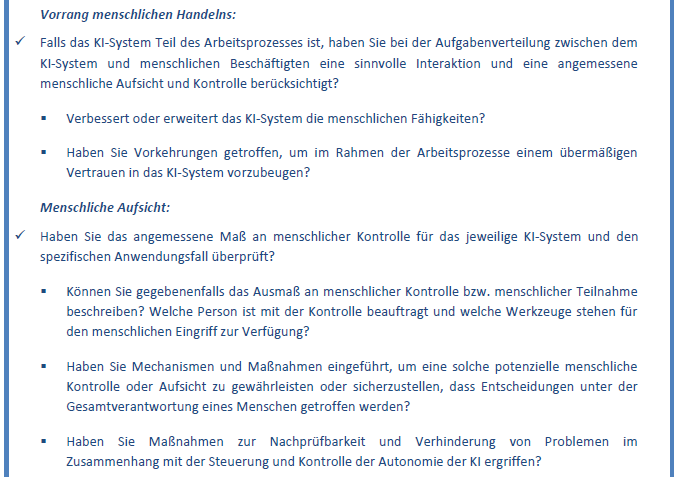 Vorrang menschlichen Handelns:
✓ Falls das KI-System Teil des Arbeitsprozesses ist, haben Sie bei der Aufgabenverteilung zwischen dem
KI-System und menschlichen Beschäftigten eine sinnvolle Interaktion und eine angemessene
menschliche Aufsicht und Kontrolle berücksichtigt?
▪ Verbessert oder erweitert das KI-System die menschlichen Fähigkeiten?
▪ Haben Sie Vorkehrungen getroffen, um im Rahmen der Arbeitsprozesse einem übermäßigen
Vertrauen in das KI-System vorzubeugen?
Menschliche Aufsicht:
✓ Haben Sie das angemessene Maß an menschlicher Kontrolle für das jeweilige KI-System und den
spezifischen Anwendungsfall überprüft?
▪ Können Sie gegebenenfalls das Ausmaß an menschlicher Kontrolle bzw. menschlicher Teilnahme
beschreiben? Welche Person ist mit der Kontrolle beauftragt und welche Werkzeuge stehen für
den menschlichen Eingriff zur Verfügung?
▪ Haben Sie Mechanismen und Maßnahmen eingeführt, um eine solche potenzielle menschliche
Kontrolle oder Aufsicht zu gewährleisten oder sicherzustellen, dass Entscheidungen unter der
Gesamtverantwortung eines Menschen getroffen werden?
▪ Haben Sie Maßnahmen zur Nachprüfbarkeit und Verhinderung von Problemen im
Zusammenhang mit der Steuerung und Kontrolle der Autonomie der KI ergriffen?